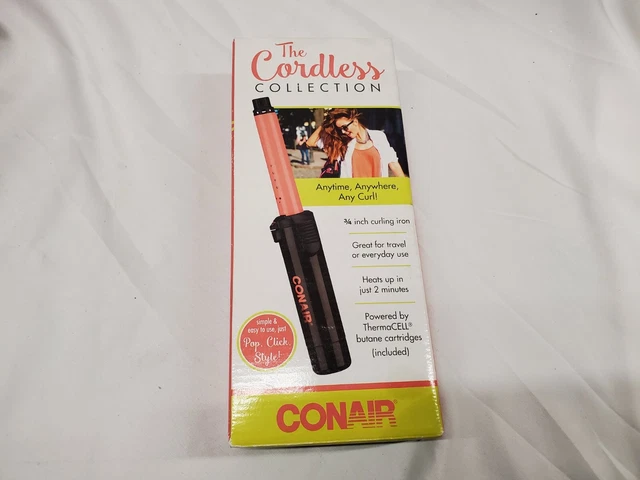 The
Cordless
COLLECTION
Anytime, Anywhere,
Any Curl!
¾ inch curling iron
Great for travel
or everyday use
Heats up in
just 2 minutes
Powered by
ThermaCELL®
butane cartridges
(included)
CONAIR
simple &
easy to use, just
Pop, Click,
Style!
CONAIR®